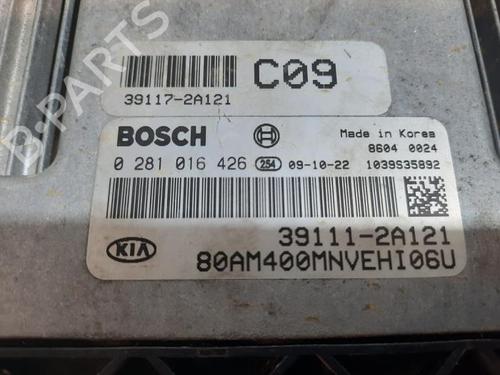 C09
39117-2A121
BOSCH
Made in Korea
8604 0024
0 281 016 426 254 09-10-22 1039S35892
39111-2A121
KIA
80AM400MNVEHI06U
B-PARTS